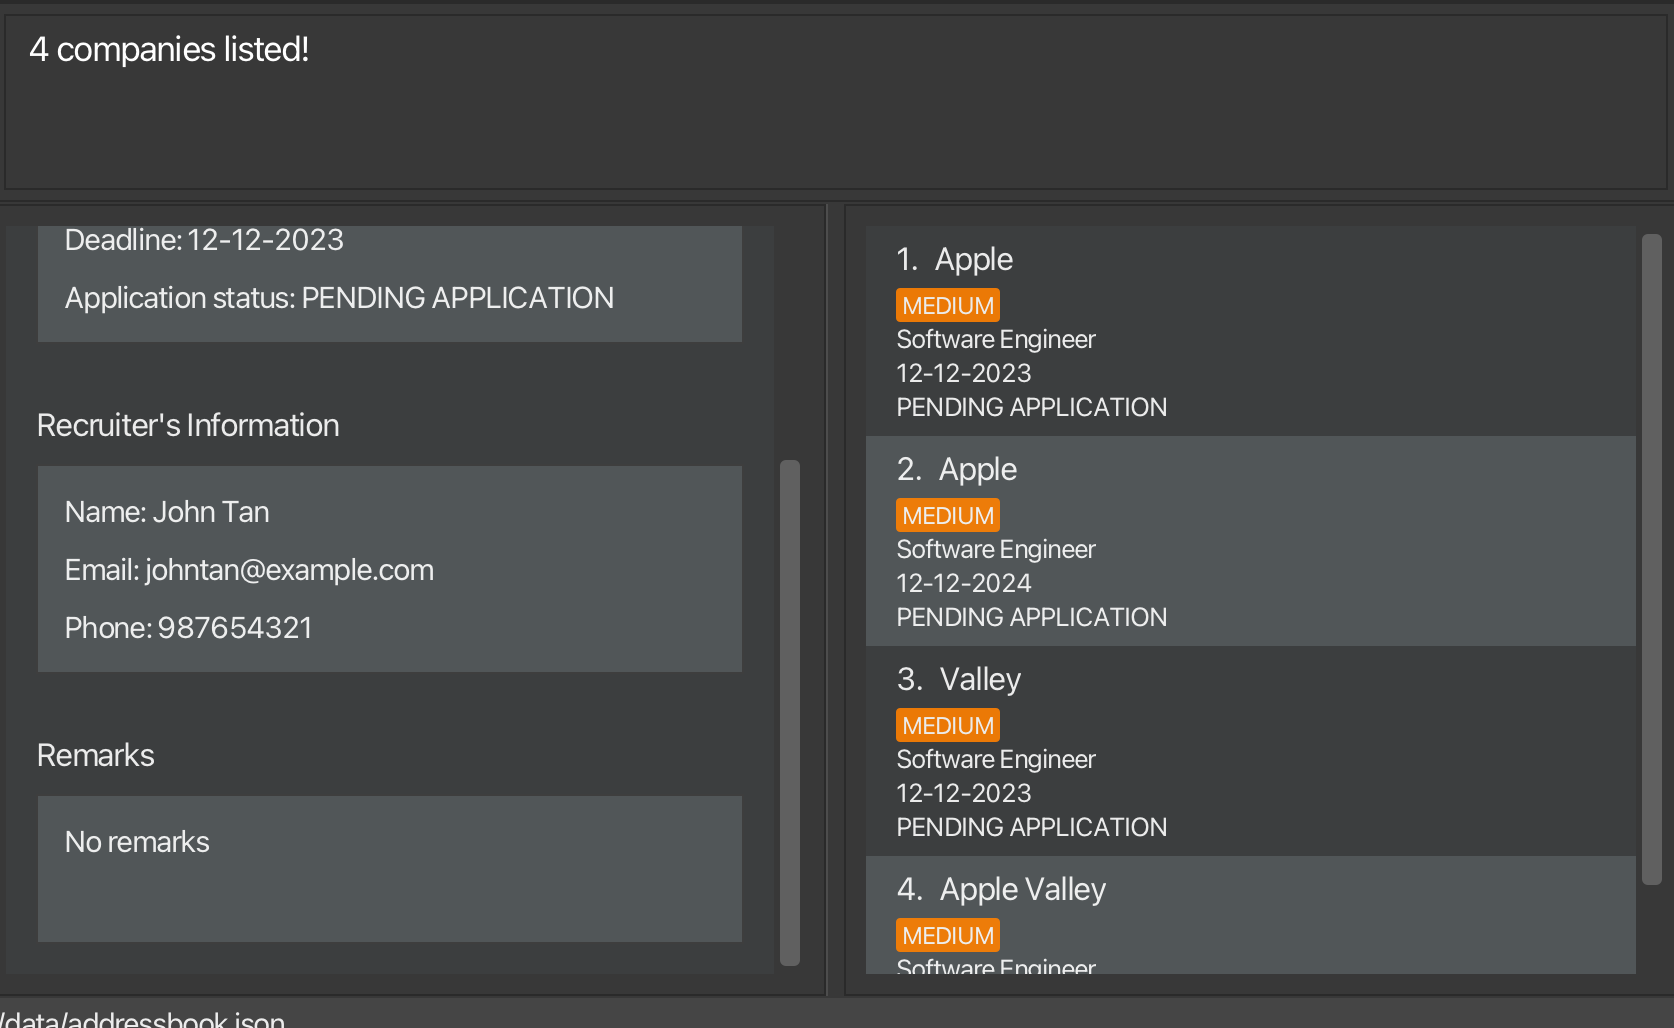 4 companies listed!
Deadline: 12-12-2023
Application status: PENDING APPLICATION
Recruiter's Information
Name: John Tan
Email: johntan@example.com
Phone: 987654321
Remarks
No remarks
1. Apple
MEDIUM
Software Engineer
12-12-2023
PENDING APPLICATION
2. Apple
MEDIUM
Software Engineer
12-12-2024
PENDING APPLICATION
3. Valley
MEDIUM
Software Engineer
12-12-2023
PENDING APPLICATION
4. Apple Valley
MEDIUM
Software Engineer
/data/addressbook.json